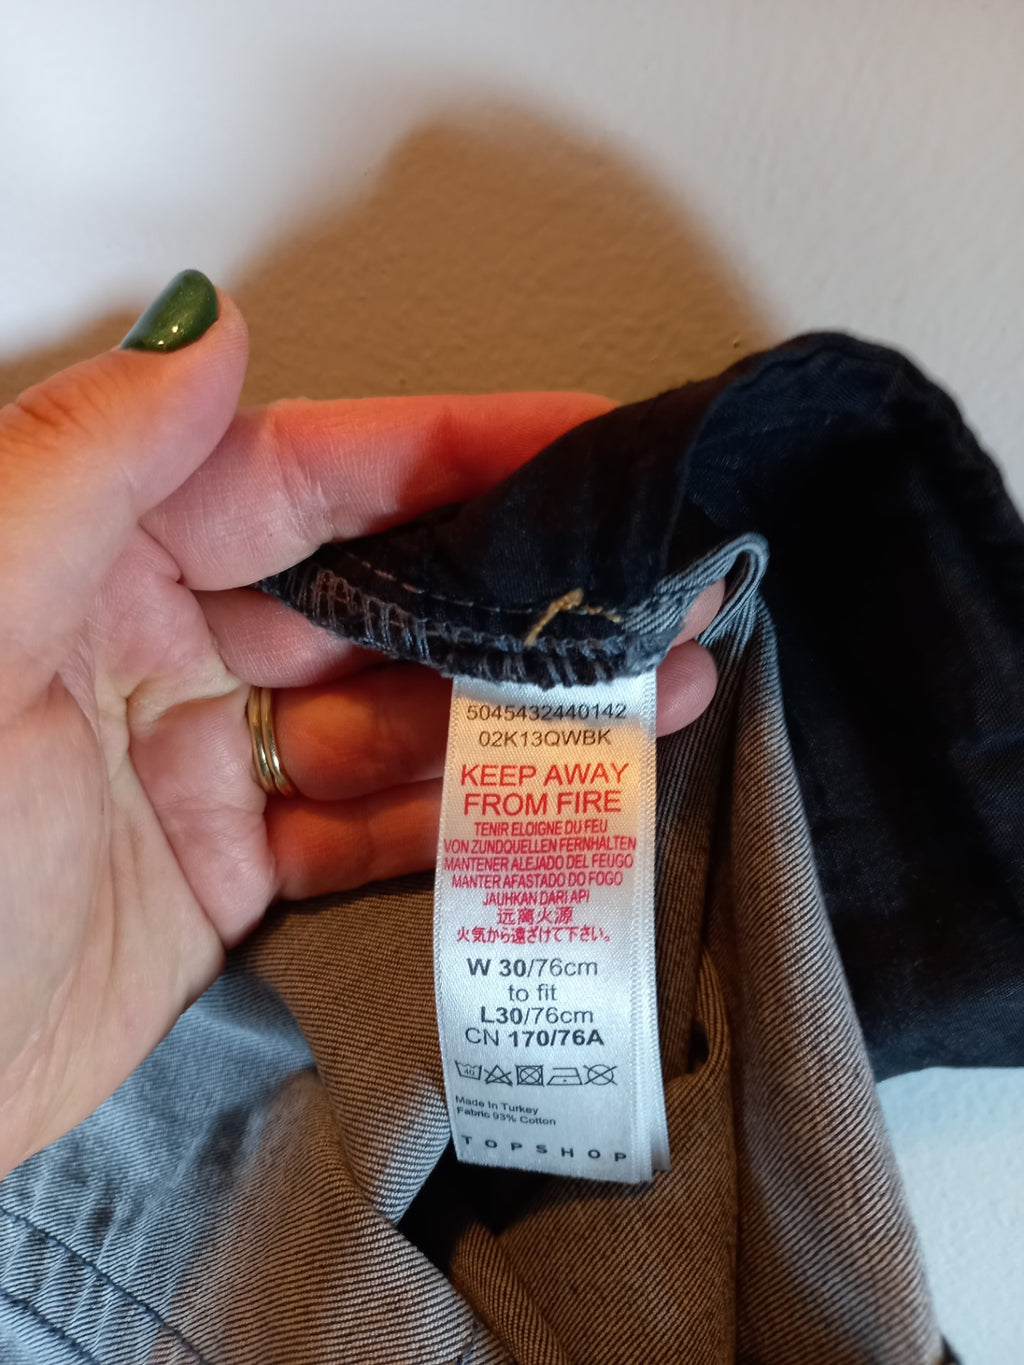 5045432440142
02K13QWBK
KEEP AWAY
FROM FIRE
TENIR ELOIGNE DU FEU
VON ZUNDQUELLEN FERNHALTEN
MANTENER ALEJADO DEL FEUGO
MANTER AFASTADO DO FOGO
JAUHKAN DARI API
远离火源
火気から遠ざけて下さい。
W 30/76cm
to fit
L30/76cm
CN 170/76A
40
Made In Turkey
Fabric 93% Cotton
TOPSHOP